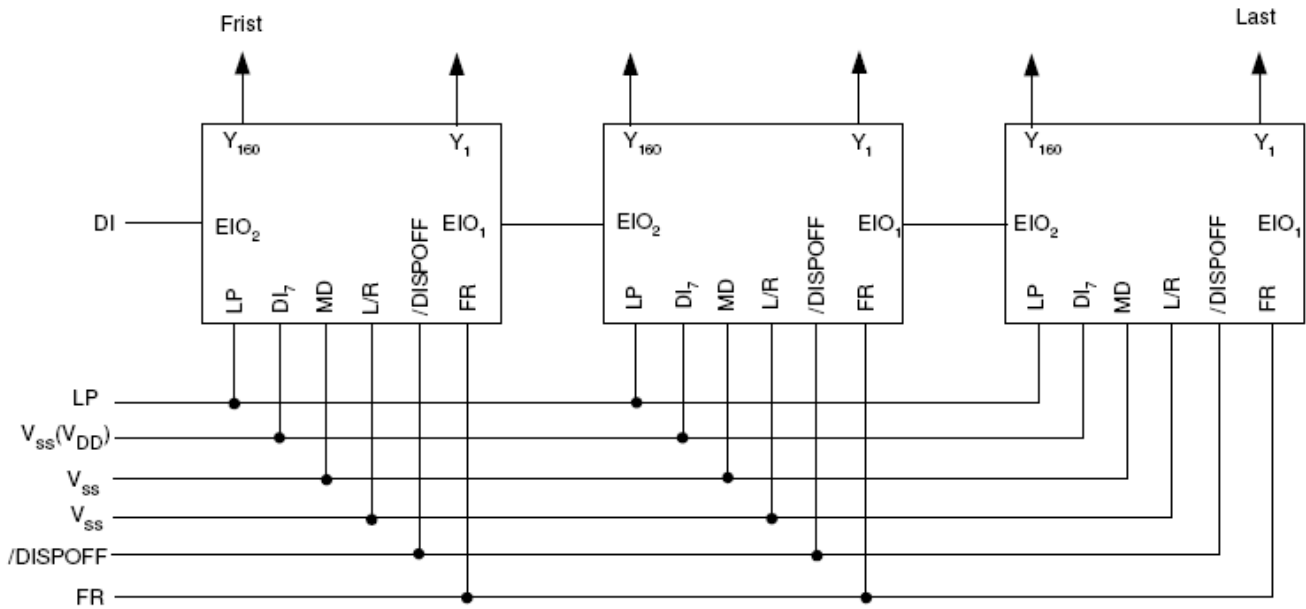 Frist Last
Y160 Y1 Y160 Y1 Y160 Y1
DI EIO2 EIO1 EIO2 EIO1 EIO2 EIO1
LP DI7 MD L/R /DISPOFF FR LP DI7 MD L/R /DISPOFF FR LP DI7 MD L/R /DISPOFF FR
LP
Vss(VDD)
Vss
Vss
/DISPOFF
FR